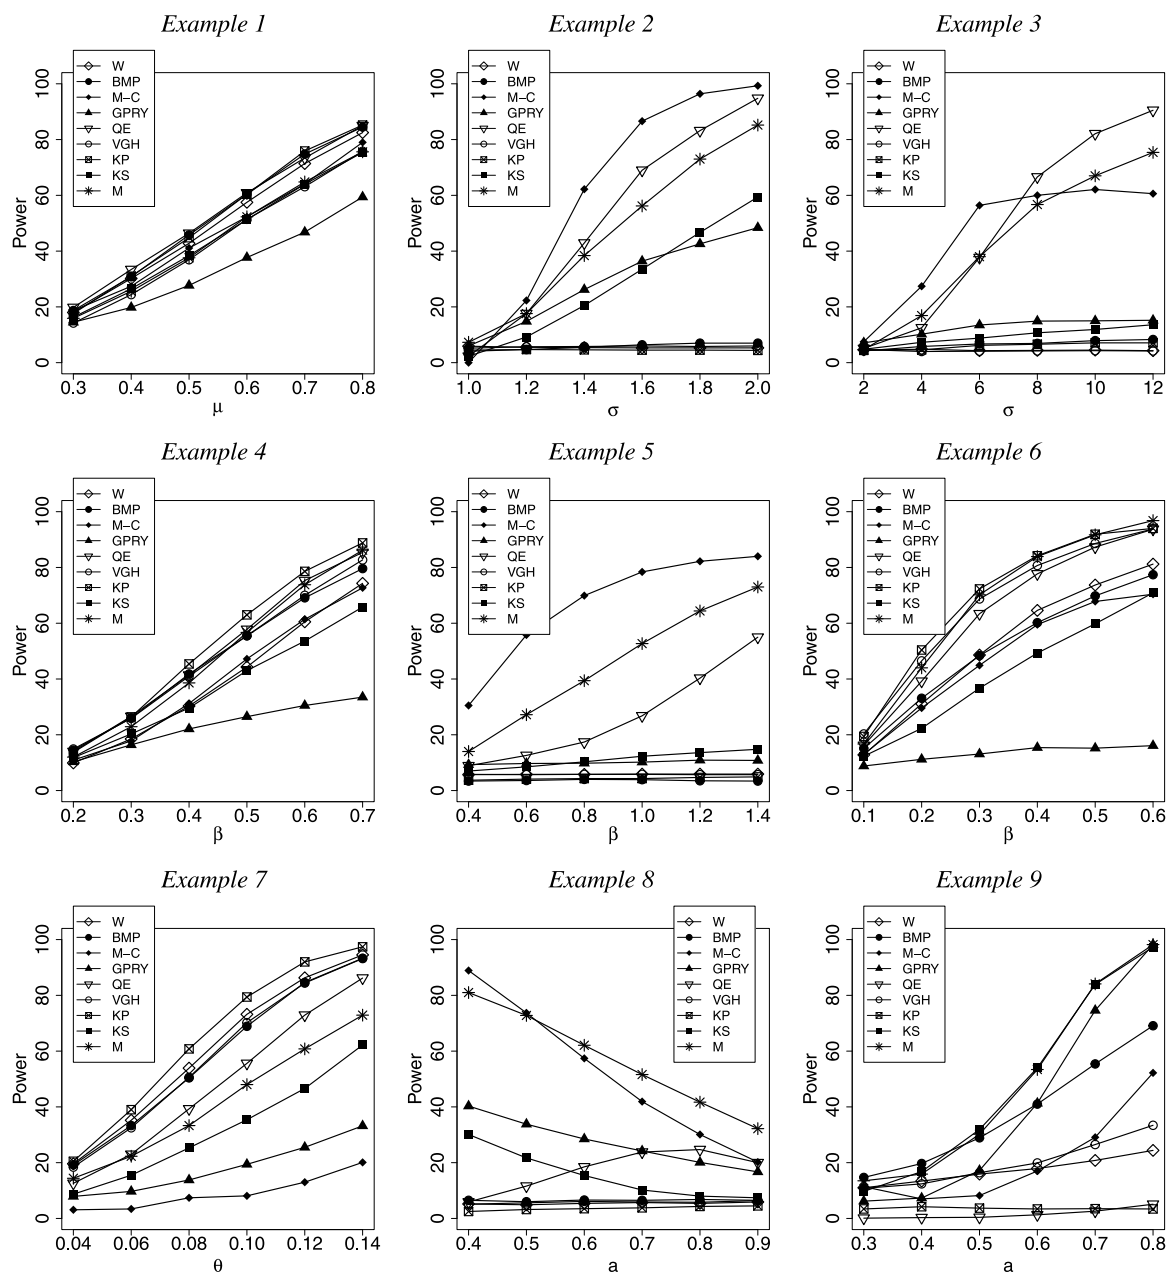 Example 1
W
BMP
M−C
GPRY
QE
VGH
KP
KS
M
Power
0 20 40 60 80 100
0.3 0.4 0.5 0.6 0.7 0.8
μ
Example 2
W
BMP
M−C
GPRY
QE
VGH
KP
KS
M
Power
0 20 40 60 80 100
1.0 1.2 1.4 1.6 1.8 2.0
σ
Example 3
W
BMP
M−C
GPRY
QE
VGH
KP
KS
M
Power
0 20 40 60 80 100
2 4 6 8 10 12
σ
Example 4
W
BMP
M−C
GPRY
QE
VGH
KP
KS
M
Power
0 20 40 60 80 100
0.2 0.3 0.4 0.5 0.6 0.7
β
Example 5
W
BMP
M−C
GPRY
QE
VGH
KP
KS
M
Power
0 20 40 60 80 100
0.4 0.6 0.8 1.0 1.2 1.4
β
Example 6
W
BMP
M−C
GPRY
QE
VGH
KP
KS
M
Power
0 20 40 60 80 100
0.1 0.2 0.3 0.4 0.5 0.6
β
Example 7
W
BMP
M−C
GPRY
QE
VGH
KP
KS
M
Power
0 20 40 60 80 100
0.04 0.06 0.08 0.10 0.12 0.14
θ
Example 8
W
BMP
M−C
GPRY
QE
VGH
KP
KS
M
Power
0 20 40 60 80 100
0.4 0.5 0.6 0.7 0.8 0.9
a
Example 9
W
BMP
M−C
GPRY
QE
VGH
KP
KS
M
Power
0 20 40 60 80 100
0.3 0.4 0.5 0.6 0.7 0.8
a